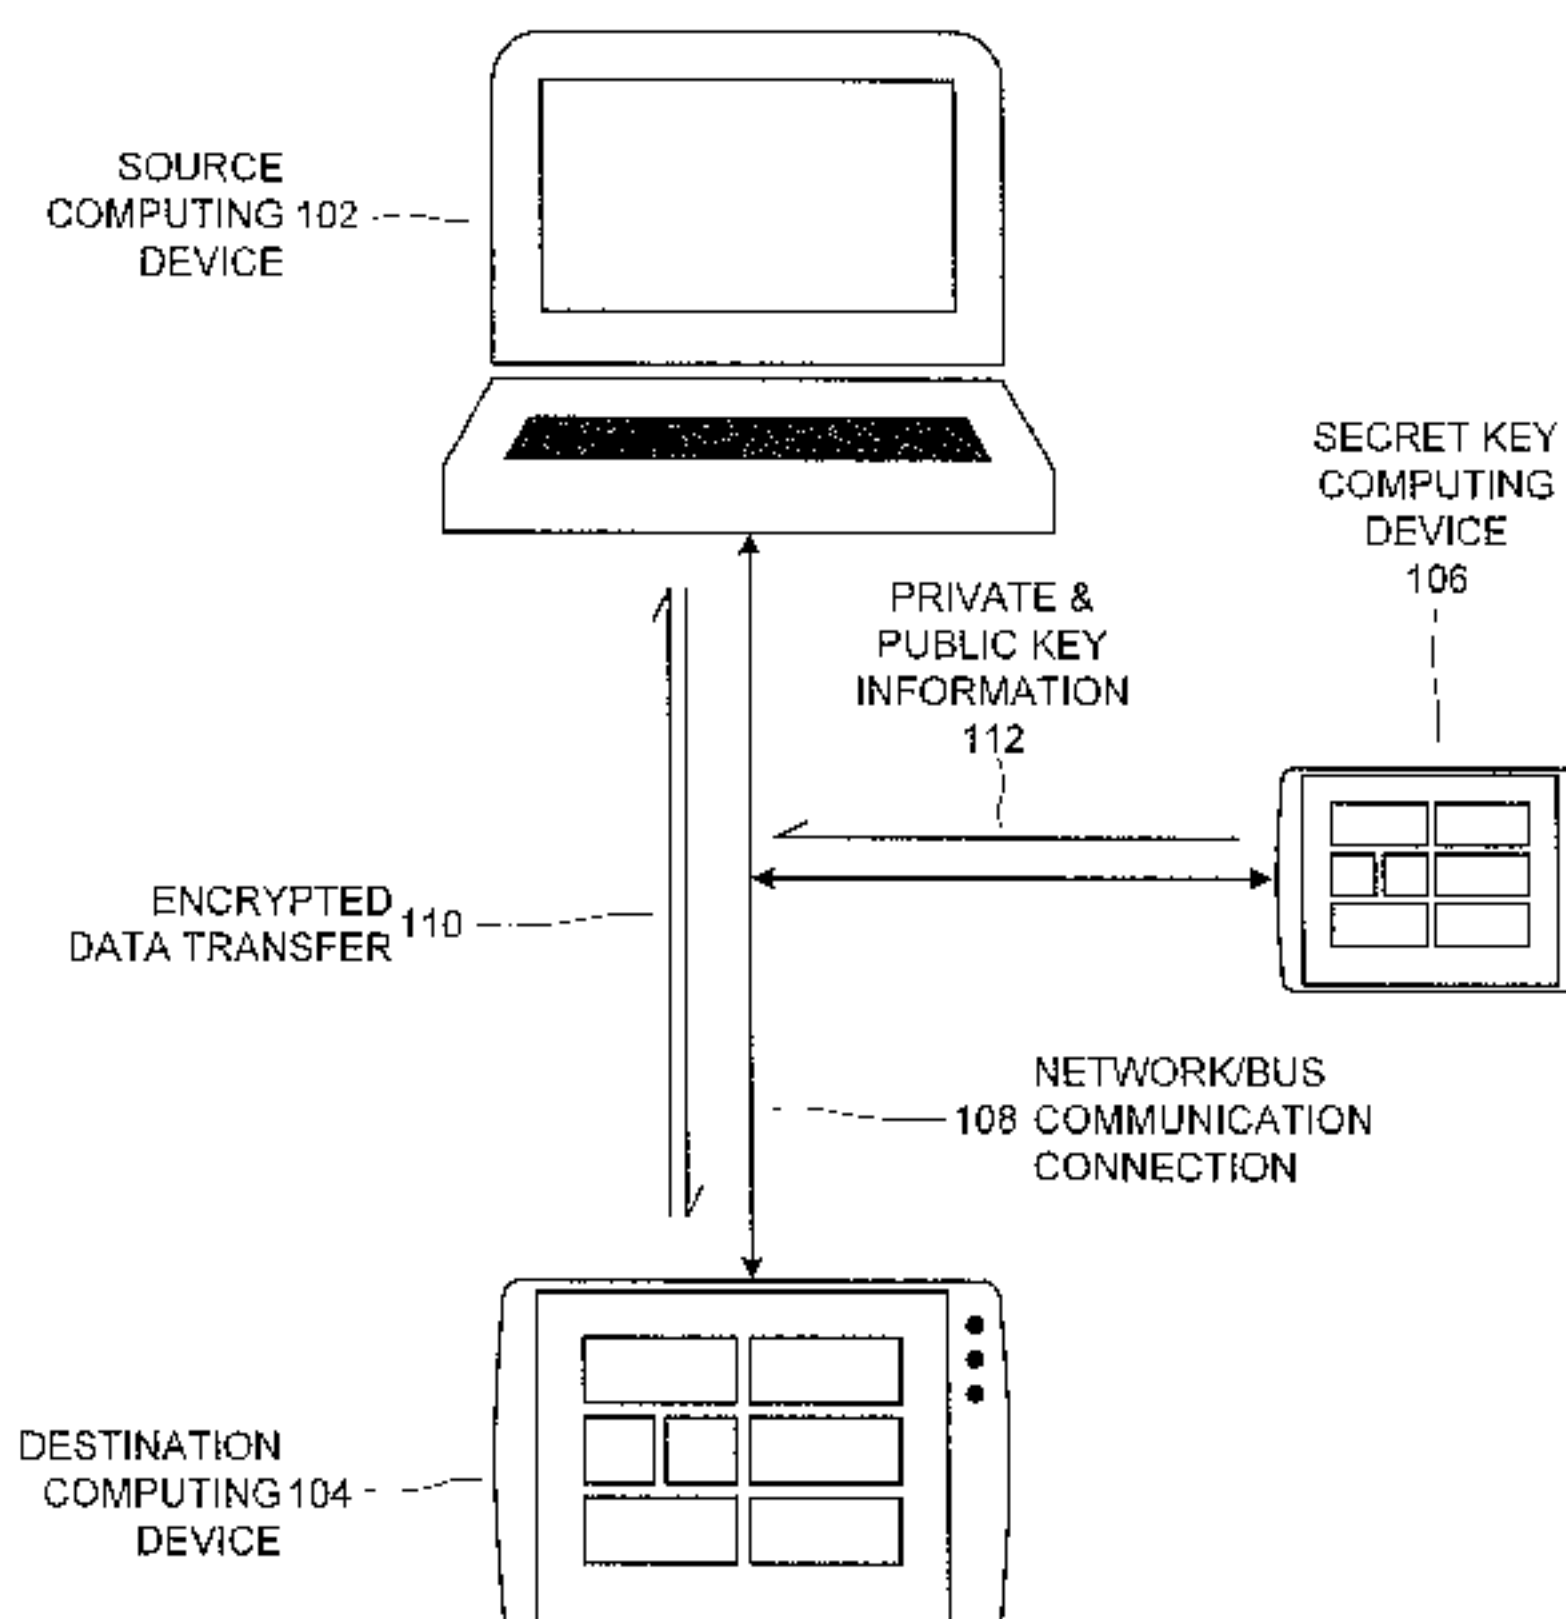 SOURCE
COMPUTING 102
DEVICE
SECRET KEY
COMPUTING
DEVICE
106
PRIVATE &
PUBLIC KEY
INFORMATION
112
ENCRYPTED
DATA TRANSFER
110
NETWORK/BUS
108 COMMUNICATION
CONNECTION
DESTINATION
COMPUTING 104
DEVICE